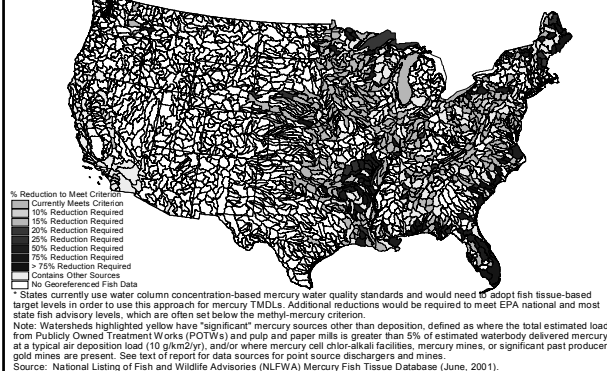 % Reduction to Meet Criterion
Currently Meets Criterion
10% Reduction Required
15% Reduction Required
20% Reduction Required
25% Reduction Required
50% Reduction Required
75% Reduction Required
> 75% Reduction Required
Contains Other Sources
No Georeferenced Fish Data
* States currently use water column concentration-based mercury water quality standards and would need to adopt fish tissue-based
target levels in order to use this approach for mercury TMDLs. Additional reductions would be required to meet EPA national and most
state fish advisory levels, which are often set below the methyl-mercury criterion.
Note: Watersheds highlighted yellow have "significant" mercury sources other than deposition, defined as where the total estimated load
from Publicly Owned Treatment Works (POTWs) and pulp and paper mills is greater than 5% of estimated waterbody delivered mercury
at a typical air deposition load (10 g/km2/yr), and/or where mercury cell chlor-alkali facilities, mercury mines, or significant past producer
gold mines are present. See text of report for data sources for point source dischargers and mines.
Source: National Listing of Fish and Wildlife Advisories (NLFWA) Mercury Fish Tissue Database (June, 2001).